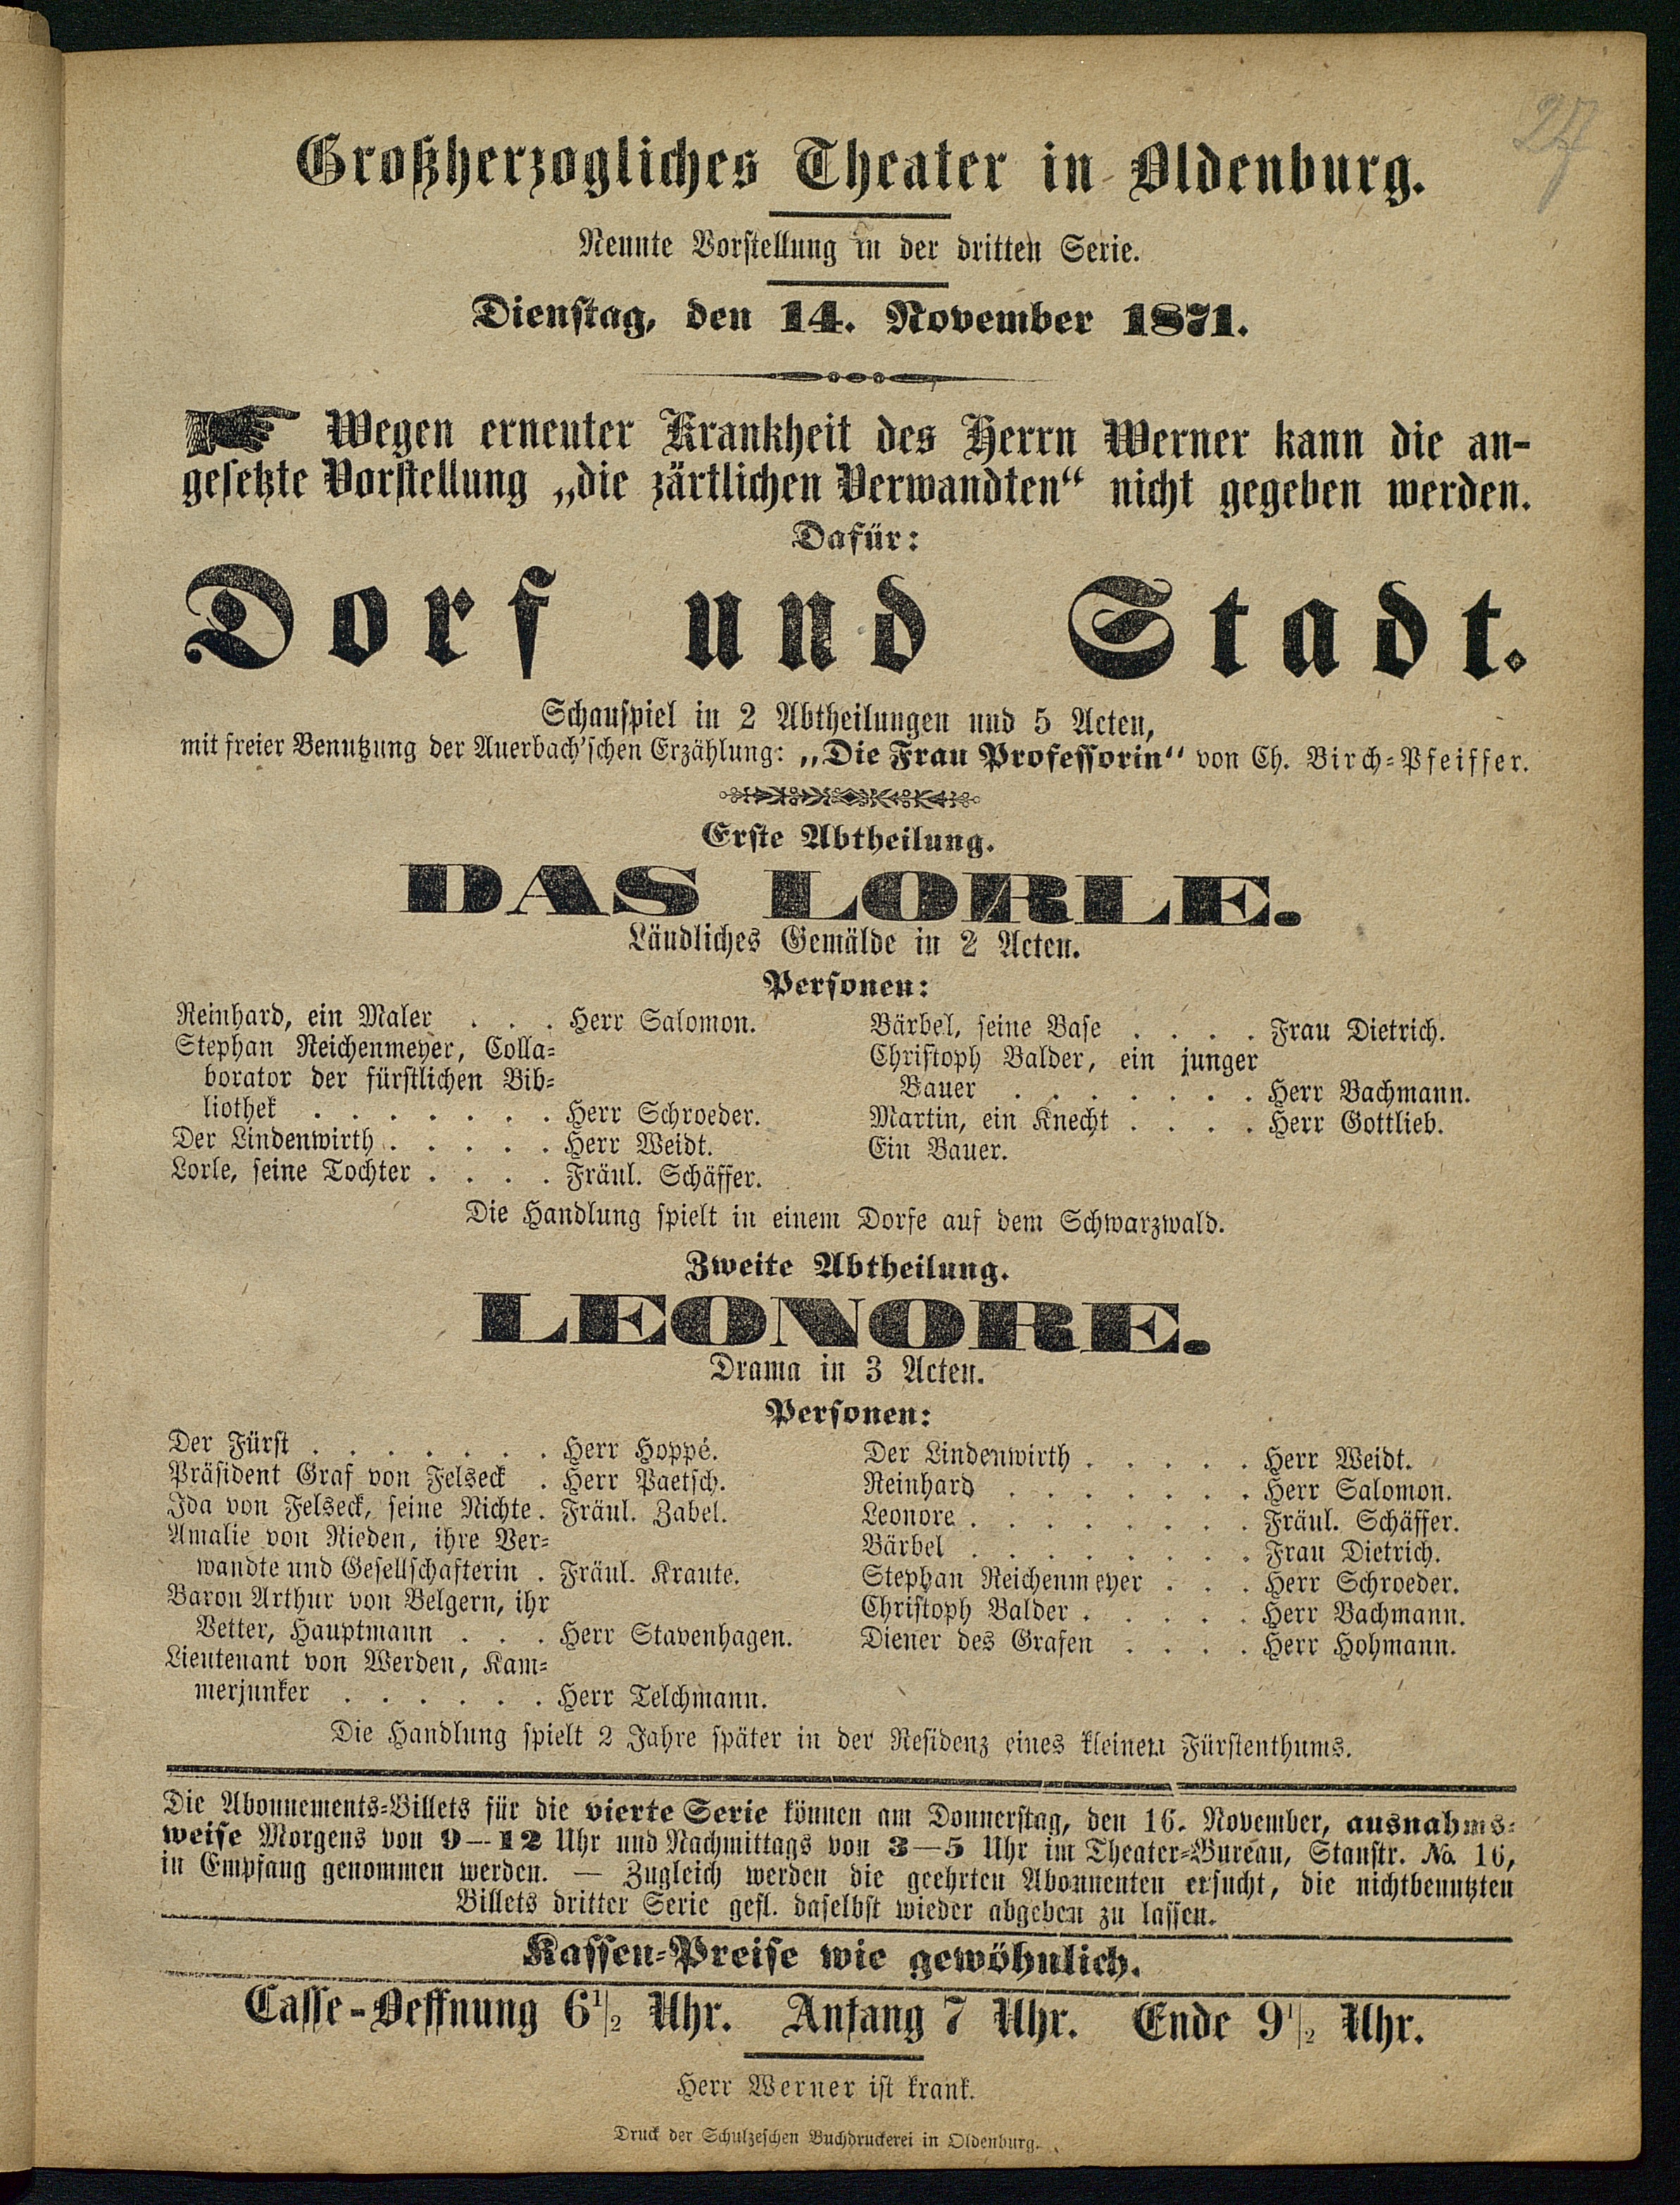 27
Großherzogliches Theater in Oldenburg.
Neunte Vorstellung in der dritten Serie.
Dienstag, den 14. November 1871.
Wegen erneuter Krankheit des Herrn Werner kann die an-
gesetzte Vorstellung „die zärtlichen Verwandten“ nicht gegeben werden.
Dafür:
Dorf und Stadt.
Schauspiel in 2 Abtheilungen und 5 Acten,
mit freier Benutzung der Auerbach'schen Erzählung: „Die Frau Professorin“ von Ch. Birch-Pfeiffer.
Erste Abtheilung.
DAS LORLE.
Ländliches Gemälde in 2 Acten.
Personen:
Reinhard, ein Maler . . . Herr Salomon.
Stephan Reichenmeyer, Colla-
borator der fürstlichen Bib-
liothek . . . . . . . Herr Schroeder.
Der Lindenwirth . . . . . Herr Weidt.
Lorle, seine Tochter . . . . Fräul. Schäffer.
Bärbel, seine Base . . . . Frau Dietrich.
Christoph Balder, ein junger
Bauer . . . . . . . Herr Bachmann.
Martin, ein Knecht . . . . Herr Gottlieb.
Ein Bauer.
Die Handlung spielt in einem Dorfe auf dem Schwarzwald.
Zweite Abtheilung.
LEONORE.
Drama in 3 Acten.
Personen:
Der Fürst . . . . . . . Herr Hoppé.
Präsident Graf von Felseck . Herr Paetsch.
Ida von Felseck, seine Nichte . Fräul. Zabel.
Amalie von Rieden, ihre Ver-
wandte und Gesellschafterin . Fräul. Kraute.
Baron Arthur von Belgern, ihr
Vetter, Hauptmann . . . Herr Stavenhagen.
Lieutenant von Werden, Kam-
merjunker . . . . . . Herr Telchmann.
Der Lindenwirth . . . . . Herr Weidt.
Reinhard . . . . . . . Herr Salomon.
Leonore . . . . . . . . Fräul. Schäffer.
Bärbel . . . . . . . . Frau Dietrich.
Stephan Reichenmeyer . . . Herr Schroeder.
Christoph Balder . . . . . Herr Bachmann.
Diener des Grafen . . . . Herr Hohmann.
Die Handlung spielt 2 Jahre später in der Residenz eines kleinen Fürstenthums.
Die Abonnements-Billets für die vierte Serie können am Donnerstag, den 16. November, ausnahms-
weise Morgens von 9—12 Uhr und Nachmittags von 3—5 Uhr im Theater-Bureau, Staustr. No. 16,
in Empfang genommen werden. — Zugleich werden die geehrten Abonnenten ersucht, die nichtbenutzten
Billets dritter Serie gefl. daselbst wieder abgeben zu lassen.
Kassen-Preise wie gewöhnlich.
Casse-Oeffnung 6½ Uhr. Anfang 7 Uhr. Ende 9½ Uhr.
Herr Werner ist krank.
Druck der Schulzeschen Buchdruckerei in Oldenburg.